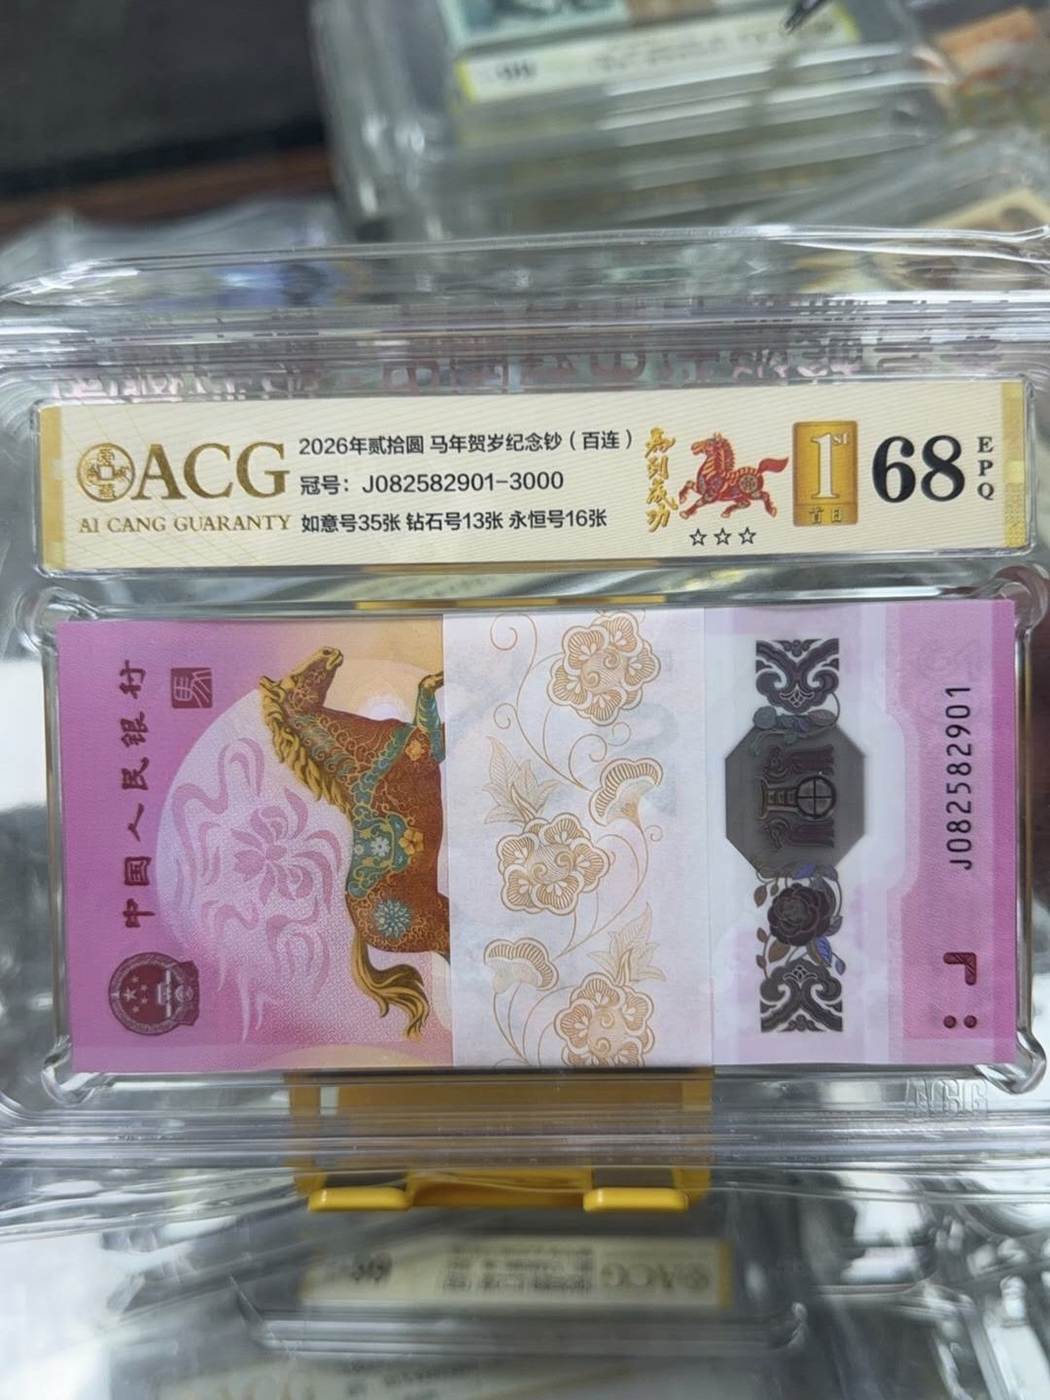 ACG
AI CANG GUARANTY
2026年贰拾圆 马年贺岁纪念钞（百连）
冠号：J082582901-3000
如意号35张 钻石号13张 永恒号16张
马到成功
☆☆☆
1ST
首日
68
EPQ
中国人民银行
J082582901
ACG